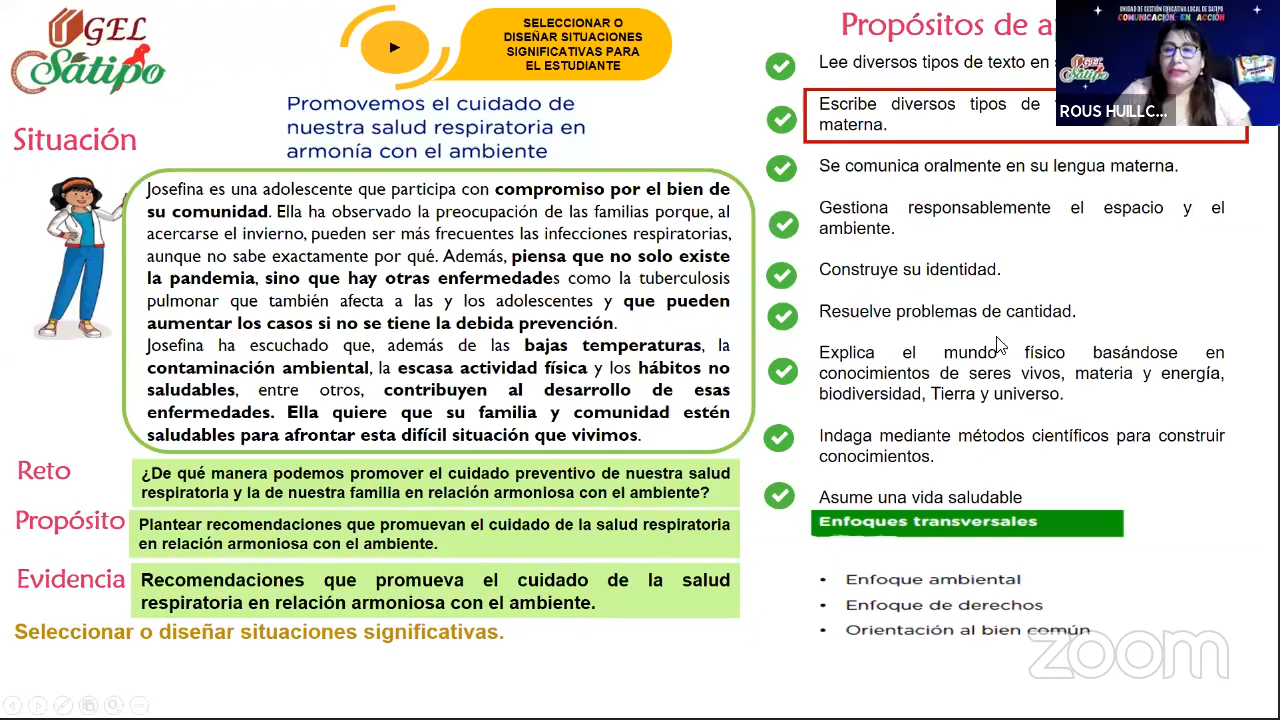 UGEL
Satipo
SELECCIONAR O
DISEÑAR SITUACIONES
SIGNIFICATIVAS PARA
EL ESTUDIANTE
Promovemos el cuidado de
nuestra salud respiratoria en
armonía con el ambiente
Situación
Josefina es una adolescente que participa con compromiso por el bien de
su comunidad. Ella ha observado la preocupación de las familias porque, al
acercarse el invierno, pueden ser más frecuentes las infecciones respiratorias,
aunque no sabe exactamente por qué. Además, piensa que no solo existe
la pandemia, sino que hay otras enfermedades como la tuberculosis
pulmonar que también afecta a las y los adolescentes y que pueden
aumentar los casos si no se tiene la debida prevención.
Josefina ha escuchado que, además de las bajas temperaturas, la
contaminación ambiental, la escasa actividad física y los hábitos no
saludables, entre otros, contribuyen al desarrollo de esas
enfermedades. Ella quiere que su familia y comunidad estén
saludables para afrontar esta difícil situación que vivimos.
Reto
¿De qué manera podemos promover el cuidado preventivo de nuestra salud
respiratoria y la de nuestra familia en relación armoniosa con el ambiente?
Propósito
Plantear recomendaciones que promuevan el cuidado de la salud respiratoria
en relación armoniosa con el ambiente.
Evidencia
Recomendaciones que promueva el cuidado de la salud
respiratoria en relación armoniosa con el ambiente.
Seleccionar o diseñar situaciones significativas.
Propósitos de a
Lee diversos tipos de texto en s
Escribe diversos tipos de
materna.
Se comunica oralmente en su lengua materna.
Gestiona responsablemente el espacio y el
ambiente.
Construye su identidad.
Resuelve problemas de cantidad.
Explica el mundo físico basándose en
conocimientos de seres vivos, materia y energía,
biodiversidad, Tierra y universo.
Indaga mediante métodos científicos para construir
conocimientos.
Asume una vida saludable
Enfoques transversales
• Enfoque ambiental
• Enfoque de derechos
• Orientación al bien común
UNIDAD DE GESTIÓN EDUCATIVA LOCAL DE SATIPO
COMUNICACIÓN EN ACCIÓN
UGEL
Satipo
ROUS HUILLC...
zoom